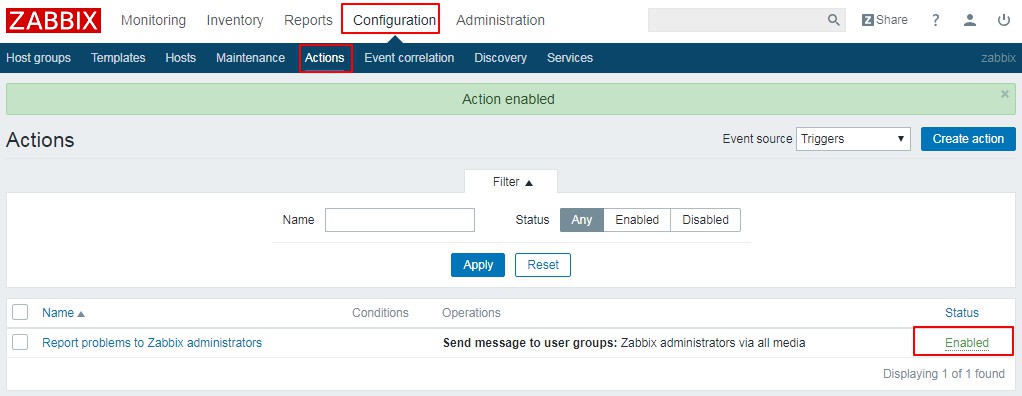 ZABBIX Monitoring Inventory Reports Configuration Administration Z Share ?
Host groups Templates Hosts Maintenance Actions Event correlation Discovery Services zabbix
Action enabled ×
Actions Event source Triggers ▼ Create action
Filter ▲
Name Status Any Enabled Disabled
Apply Reset
Name ▲ Conditions Operations Status
Report problems to Zabbix administrators Send message to user groups: Zabbix administrators via all media Enabled
Displaying 1 of 1 found